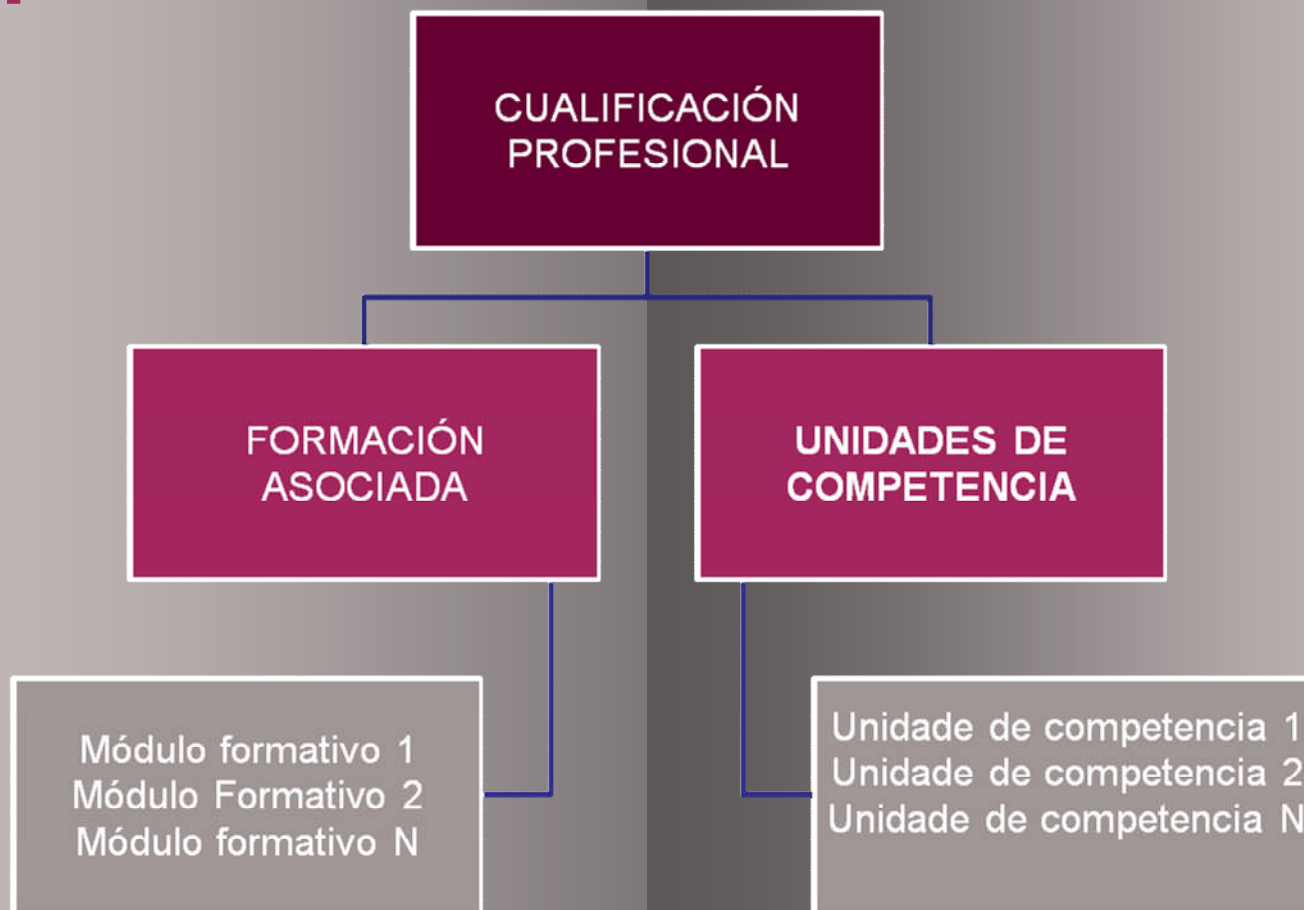 CUALIFICACIÓN
PROFESIONAL
FORMACIÓN
ASOCIADA
UNIDADES DE
COMPETENCIA
Módulo formativo 1
Módulo Formativo 2
Módulo formativo N
Unidade de competencia 1
Unidade de competencia 2
Unidade de competencia N